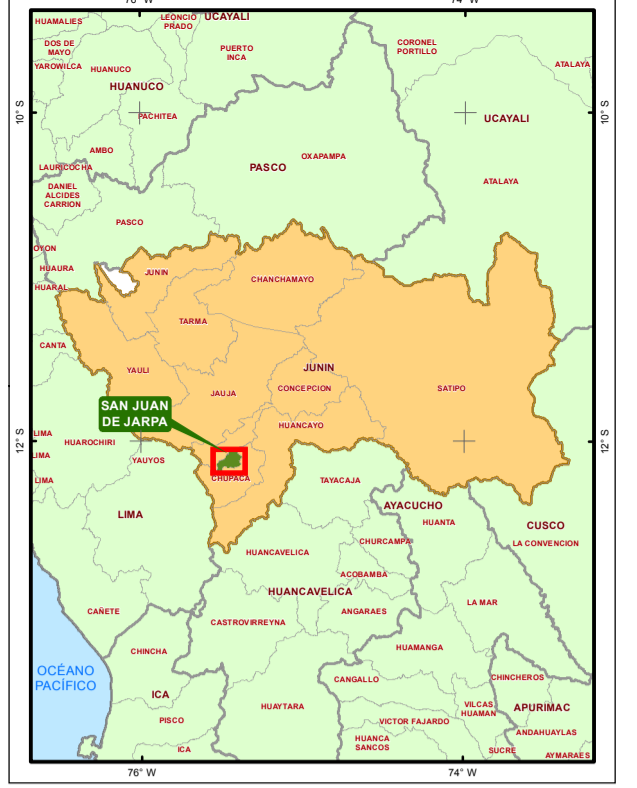 76° W
74° W
HUAMALIES
LEONCIO
PRADO
UCAYALI
DOS DE
MAYO
PUERTO
INCA
CORONEL
PORTILLO
YAROWILCA
HUANUCO
ATALAYA
HUANUCO
10° S
10° S
PACHITEA
UCAYALI
AMBO
OXAPAMPA
LAURICOCHA
PASCO
ATALAYA
DANIEL
ALCIDES
CARRION
PASCO
OYON
HUAURA
JUNIN
CHANCHAMAYO
HUARAL
TARMA
CANTA
YAULI
JUNIN
JAUJA
CONCEPCION
SATIPO
SAN JUAN
DE JARPA
HUANCAYO
LIMA
HUAROCHIRI
12° S
12° S
LIMA
YAUYOS
LIMA
CHUPACA
TAYACAJA
AYACUCHO
LIMA
HUANTA
CUSCO
CHURCAMPA
LA CONVENCION
HUANCAVELICA
ACOBAMBA
HUANCAVELICA
LA MAR
CAÑETE
ANGARAES
CASTROVIRREYNA
CHINCHA
HUAMANGA
OCÉANO
PACÍFICO
CANGALLO
CHINCHEROS
ICA
HUAYTARA
VILCAS
HUAMAN
APURIMAC
PISCO
VICTOR FAJARDO
ANDAHUAYLAS
HUANCA
SANCOS
ICA
SUCRE
AYMARAES
76° W
74° W